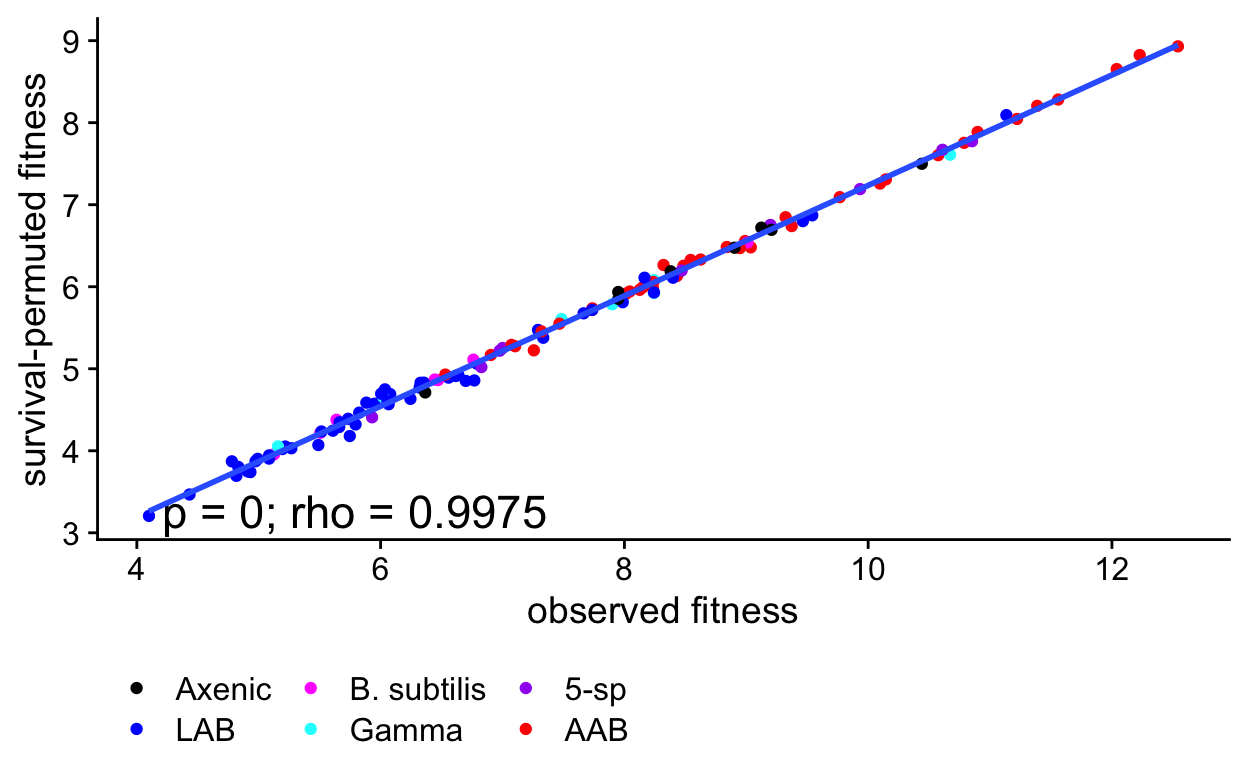 9
8
7
6
5
4
3
survival-permuted fitness
p = 0; rho = 0.9975
4 6 8 10 12
observed fitness
Axenic B. subtilis 5-sp
LAB Gamma AAB